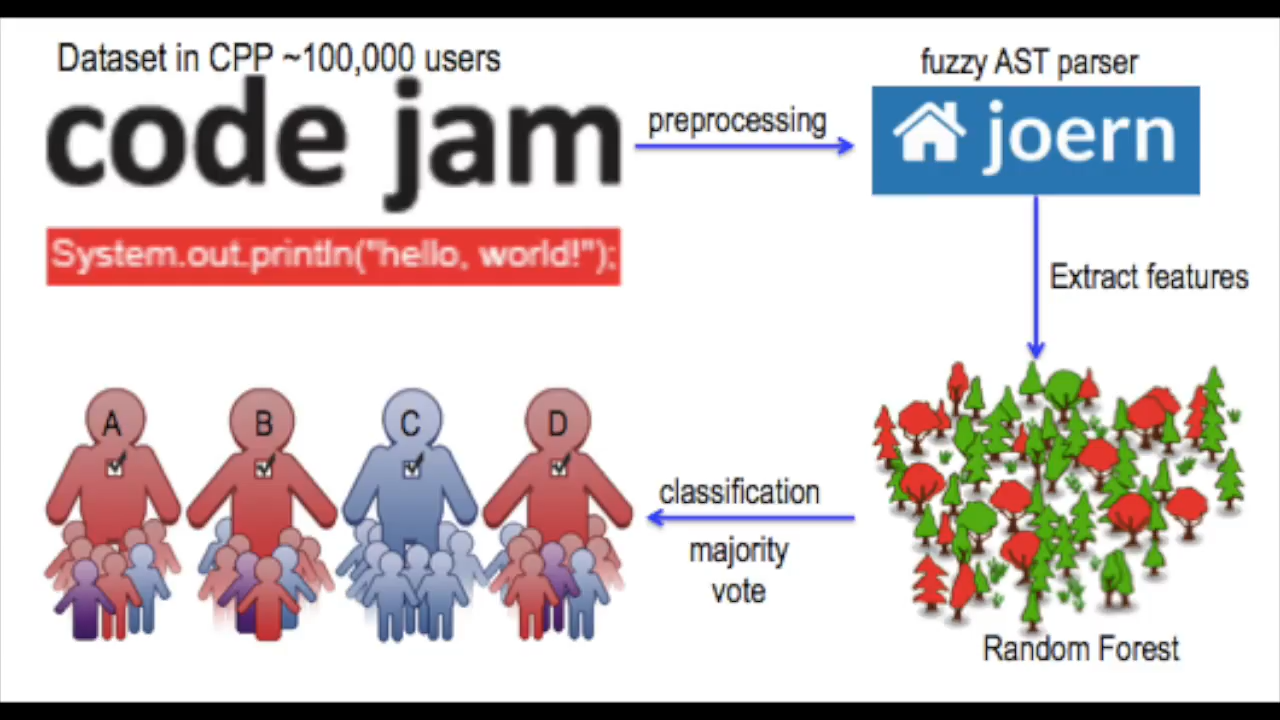 Dataset in CPP ~100,000 users
code jam
System.out.println("hello, world!");
preprocessing
fuzzy AST parser
joern
Extract features
A
B
C
D
classification
majority
vote
Random Forest